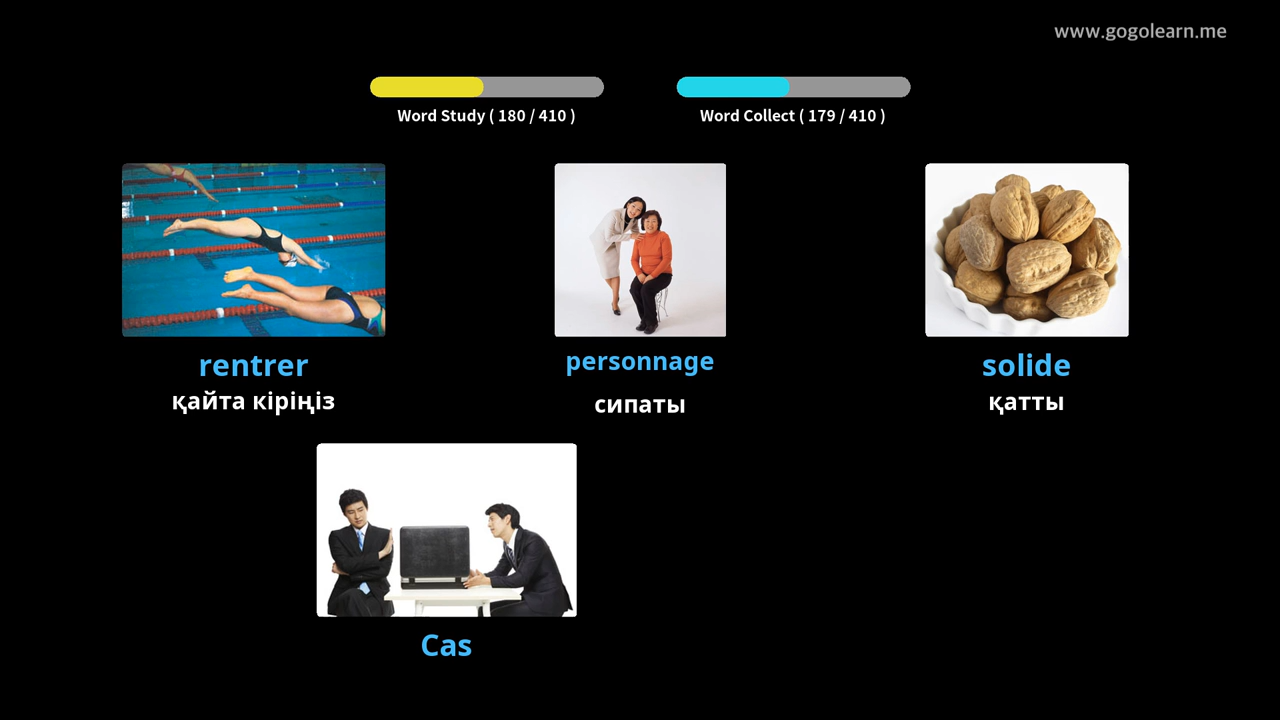 www.gogolearn.me
Word Study ( 180 / 410 )
Word Collect ( 179 / 410 )
rentrer
қайта кіріңіз
personnage
сипаты
solide
қатты
Cas